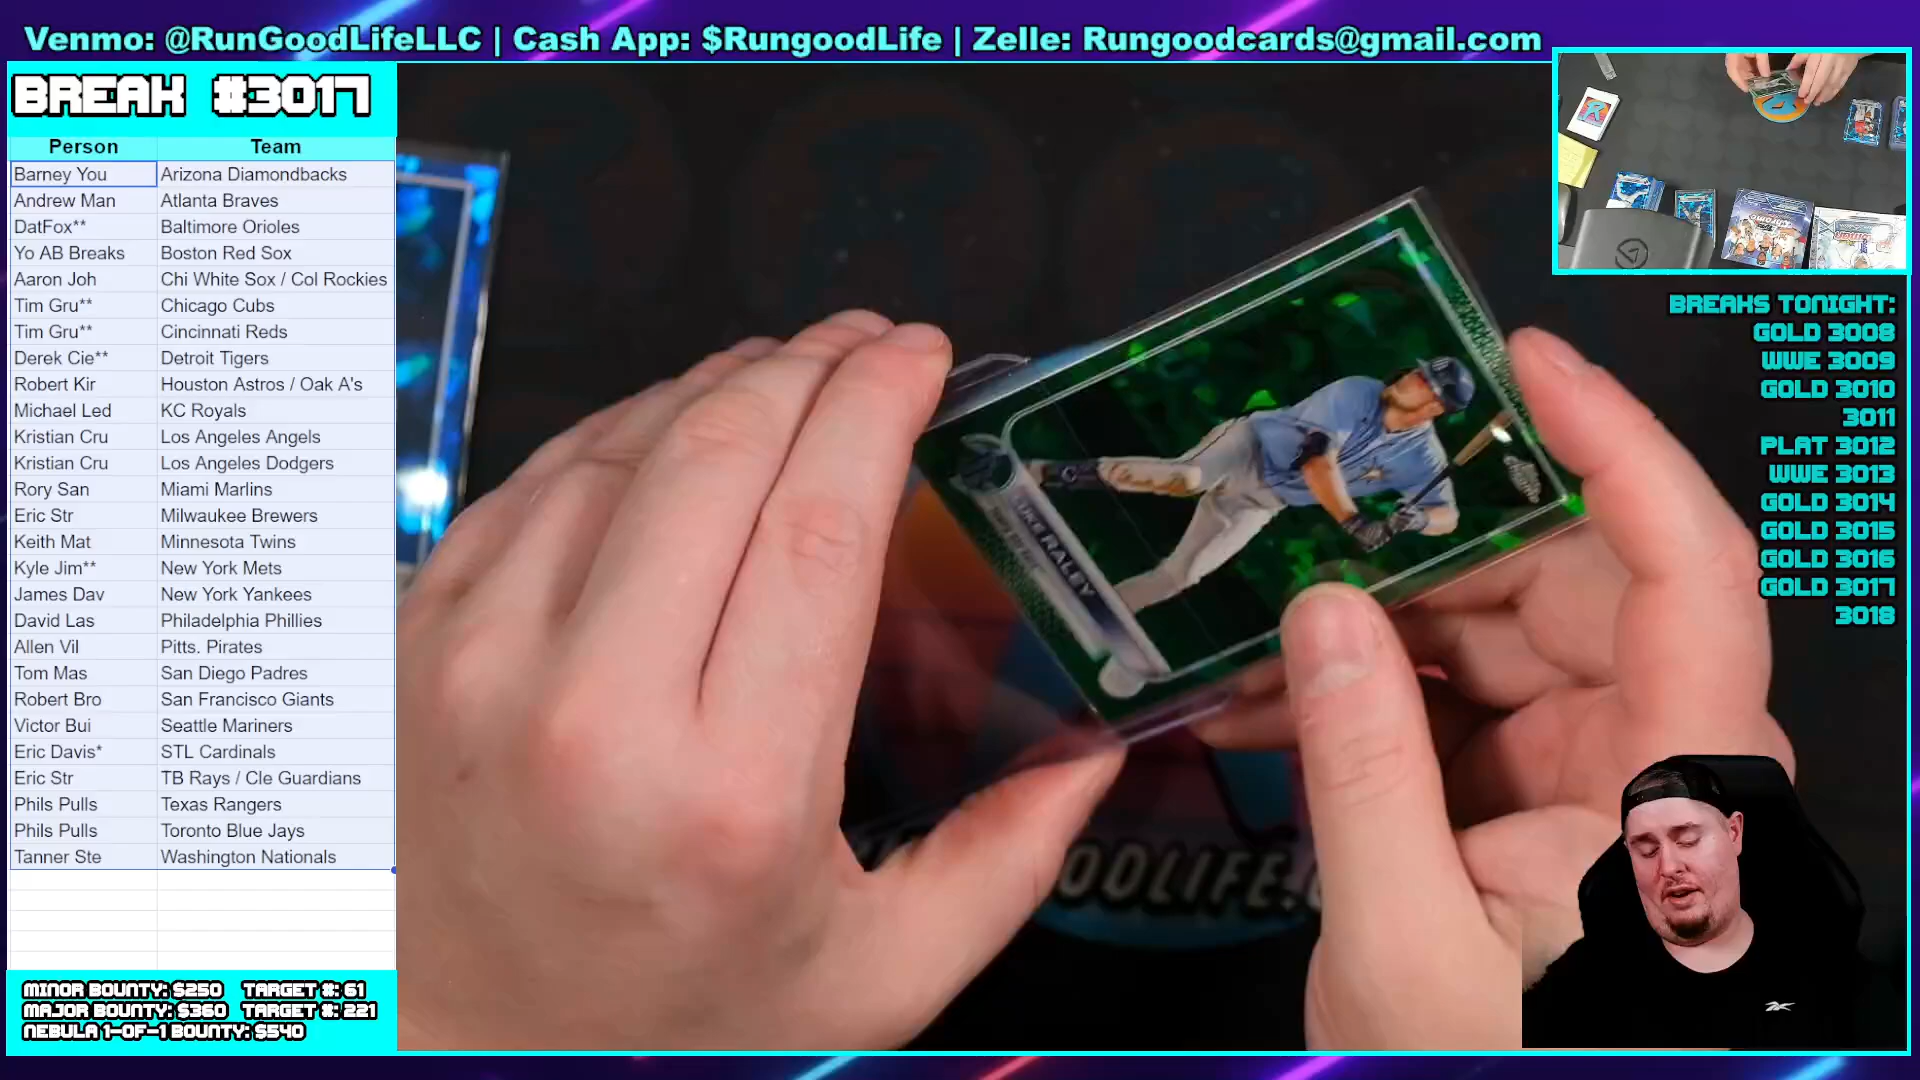 Venmo: @RunGoodLifeLLC | Cash App: $RungoodLife | Zelle: Rungoodcards@gmail.com
BREAK #3017
Person Team
Barney You Arizona Diamondbacks
Andrew Man Atlanta Braves
DatFox** Baltimore Orioles
Yo AB Breaks Boston Red Sox
Aaron Joh Chi White Sox / Col Rockies
Tim Gru** Chicago Cubs
Tim Gru** Cincinnati Reds
Derek Cie** Detroit Tigers
Robert Kir Houston Astros / Oak A's
Michael Led KC Royals
Kristian Cru Los Angeles Angels
Kristian Cru Los Angeles Dodgers
Rory San Miami Marlins
Eric Str Milwaukee Brewers
Keith Mat Minnesota Twins
Kyle Jim** New York Mets
James Dav New York Yankees
David Las Philadelphia Phillies
Allen Vil Pitts. Pirates
Tom Mas San Diego Padres
Robert Bro San Francisco Giants
Victor Bui Seattle Mariners
Eric Davis* STL Cardinals
Eric Str TB Rays / Cle Guardians
Phils Pulls Texas Rangers
Phils Pulls Toronto Blue Jays
Tanner Ste Washington Nationals
MINOR BOUNTY: $250 TARGET #: 61
MAJOR BOUNTY: $360 TARGET #: 221
NEBULA 1-OF-1 BOUNTY: $540
RALEY
OODLIFE.
BREAKS TONIGHT:
GOLD 3008
WWE 3009
GOLD 3010
3011
PLAT 3012
WWE 3013
GOLD 3014
GOLD 3015
GOLD 3016
GOLD 3017
3018